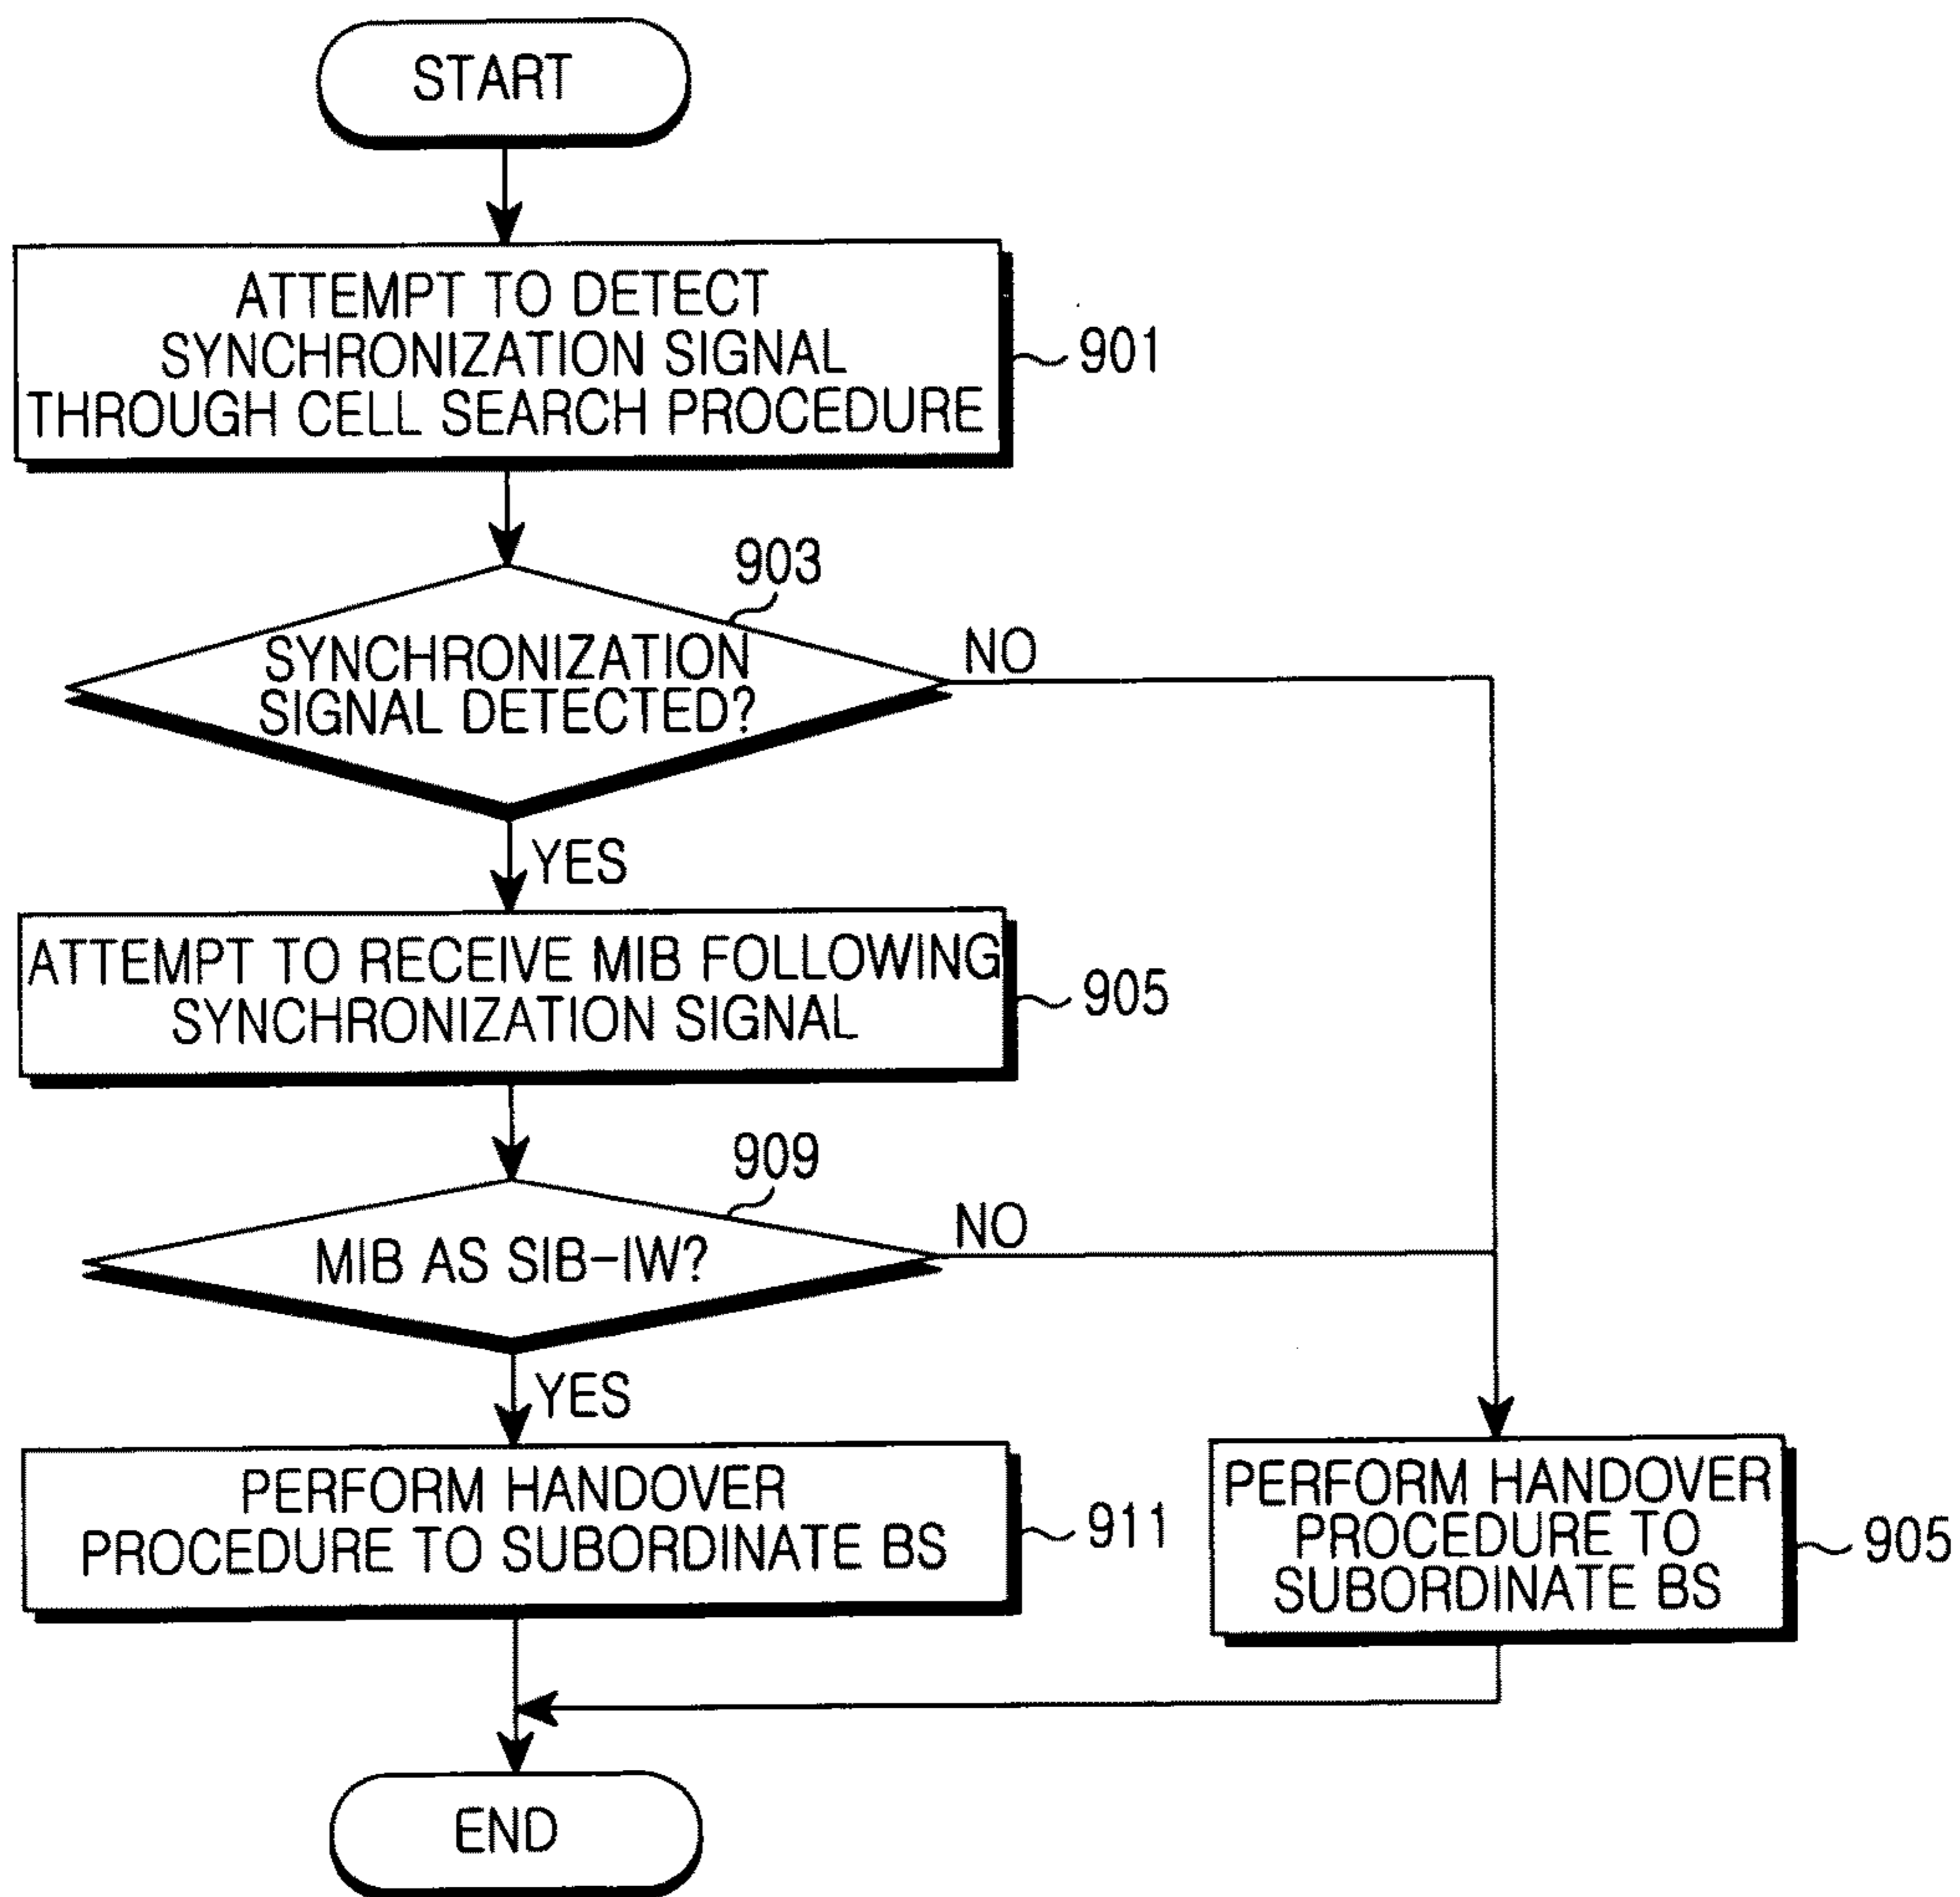 START
ATTEMPT TO DETECT
SYNCHRONIZATION SIGNAL
THROUGH CELL SEARCH PROCEDURE
901
903
SYNCHRONIZATION
SIGNAL DETECTED?
NO
YES
ATTEMPT TO RECEIVE MIB FOLLOWING
SYNCHRONIZATION SIGNAL
905
909
MIB AS SIB-IW?
NO
YES
PERFORM HANDOVER
PROCEDURE TO SUBORDINATE BS
911
PERFORM HANDOVER
PROCEDURE TO
SUBORDINATE BS
905
END